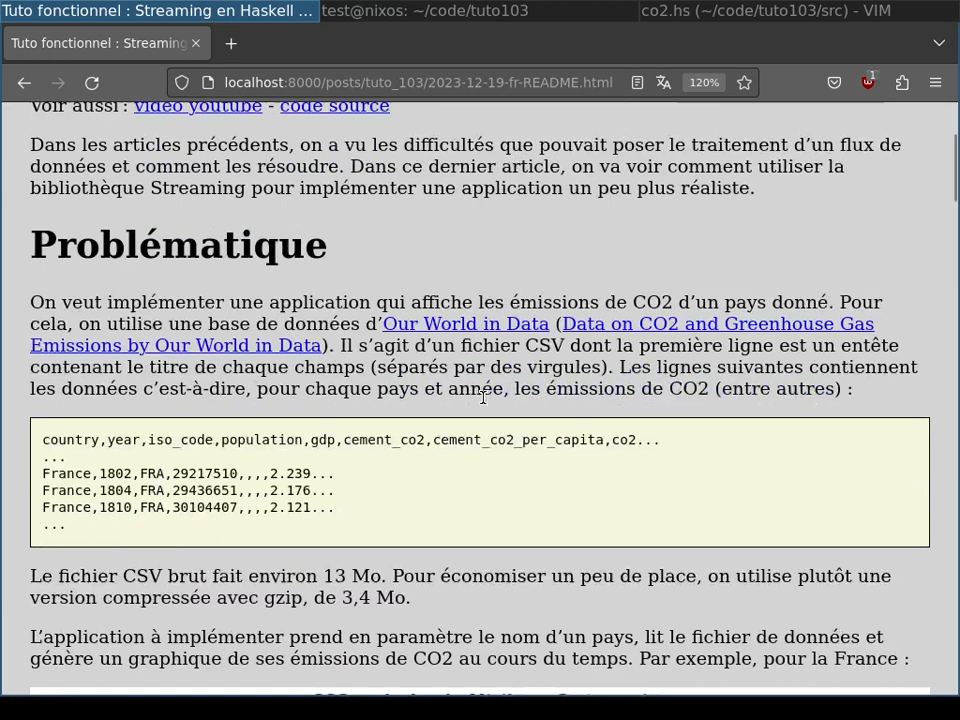 Tuto fonctionnel : Streaming en Haskell ...
test@nixos: ~/code/tuto103
co2.hs (~/code/tuto103/src) - VIM
Tuto fonctionnel : Streaming
localhost:8000/posts/tuto_103/2023-12-19-fr-README.html
120%
1
Voir aussi : video youtube - code source
Dans les articles précédents, on a vu les difficultés que pouvait poser le traitement d’un flux de
données et comment les résoudre. Dans ce dernier article, on va voir comment utiliser la
bibliothèque Streaming pour implémenter une application un peu plus réaliste.
Problématique
On veut implémenter une application qui affiche les émissions de CO2 d’un pays donné. Pour
cela, on utilise une base de données d’Our World in Data (Data on CO2 and Greenhouse Gas
Emissions by Our World in Data). Il s’agit d’un fichier CSV dont la première ligne est un entête
contenant le titre de chaque champs (séparés par des virgules). Les lignes suivantes contiennent
les données c’est-à-dire, pour chaque pays et année, les émissions de CO2 (entre autres) :
country,year,iso_code,population,gdp,cement_co2,cement_co2_per_capita,co2...
...
France,1802,FRA,29217510,,,,2.239...
France,1804,FRA,29436651,,,,2.176...
France,1810,FRA,30104407,,,,2.121...
...
Le fichier CSV brut fait environ 13 Mo. Pour économiser un peu de place, on utilise plutôt une
version compressée avec gzip, de 3,4 Mo.
L’application à implémenter prend en paramètre le nom d’un pays, lit le fichier de données et
génère un graphique de ses émissions de CO2 au cours du temps. Par exemple, pour la France :